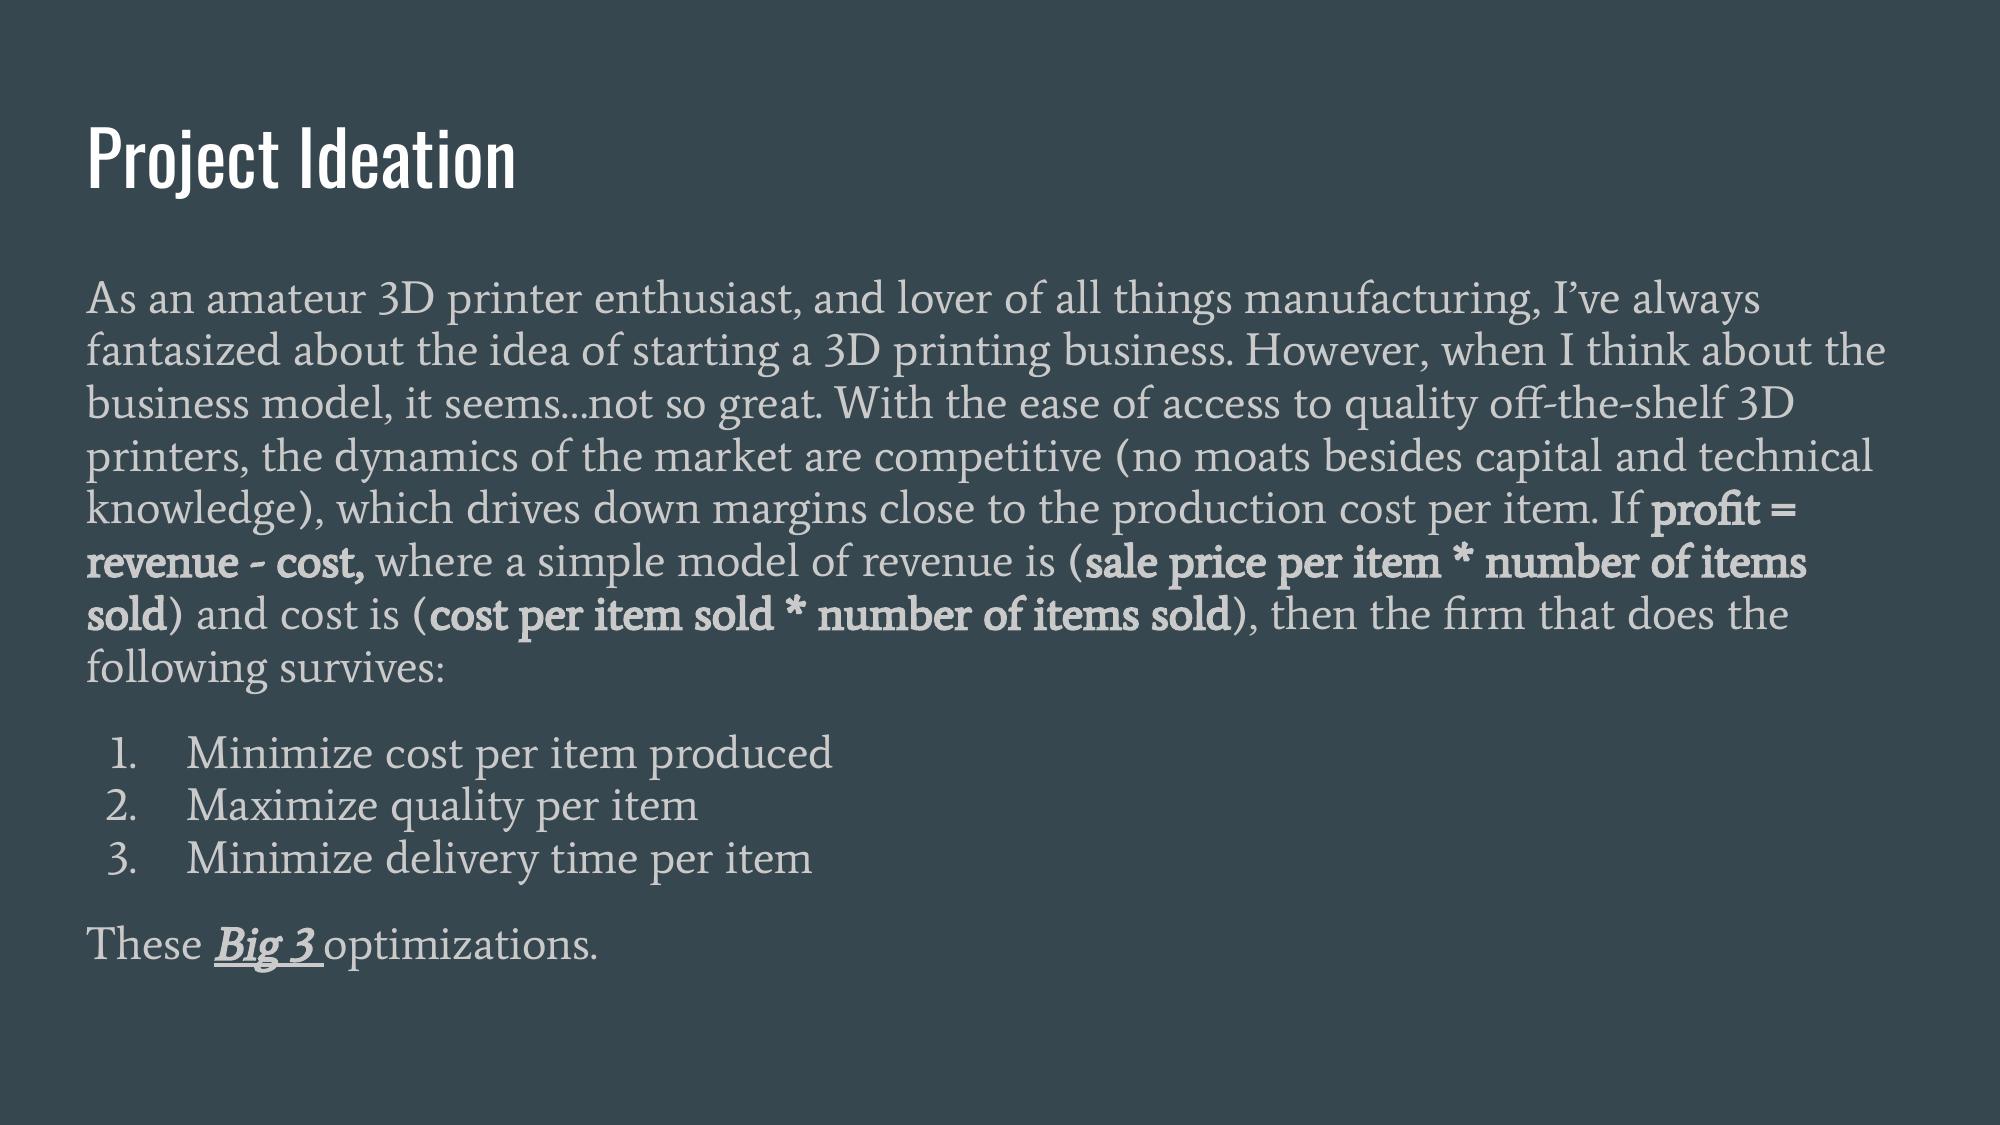 Project Ideation
As an amateur 3D printer enthusiast, and lover of all things manufacturing, I’ve always
fantasized about the idea of starting a 3D printing business. However, when I think about the
business model, it seems...not so great. With the ease of access to quality off-the-shelf 3D
printers, the dynamics of the market are competitive (no moats besides capital and technical
knowledge), which drives down margins close to the production cost per item. If profit =
revenue - cost, where a simple model of revenue is (sale price per item * number of items
sold) and cost is (cost per item sold * number of items sold), then the firm that does the
following survives:
1. Minimize cost per item produced
2. Maximize quality per item
3. Minimize delivery time per item
These Big 3 optimizations.